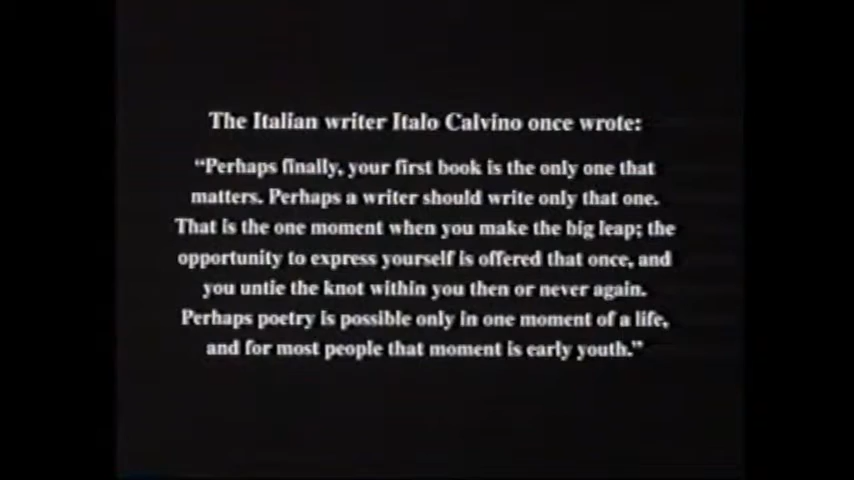 The Italian writer Italo Calvino once wrote:
“Perhaps finally, your first book is the only one that
matters. Perhaps a writer should write only that one.
That is the one moment when you make the big leap; the
opportunity to express yourself is offered that once, and
you untie the knot within you then or never again.
Perhaps poetry is possible only in one moment of a life,
and for most people that moment is early youth.”